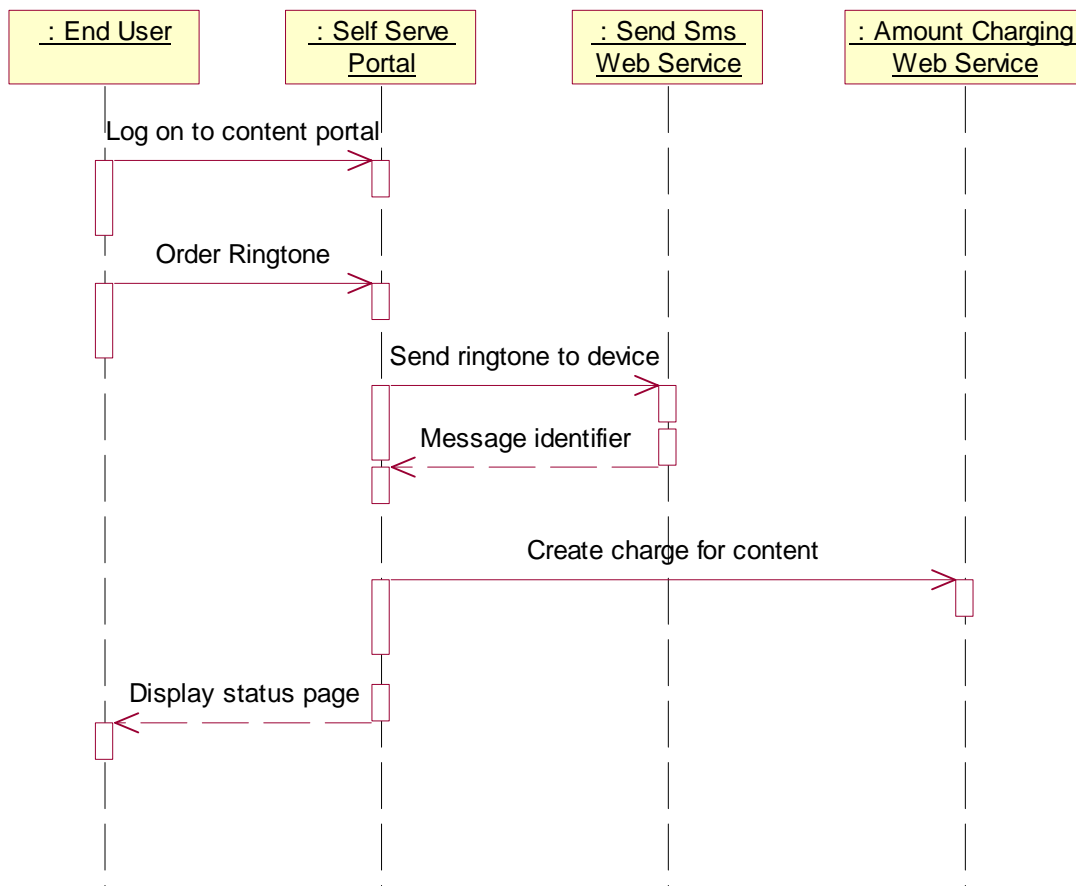 : End User
: Self Serve
Portal
: Send Sms
Web Service
: Amount Charging
Web Service
Log on to content portal
Order Ringtone
Send ringtone to device
Message identifier
Create charge for content
Display status page